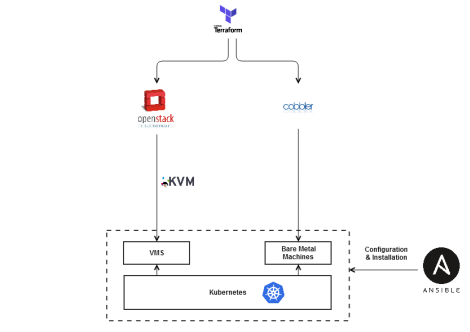 Terraform
openstack
cobbler
KVM
VMS
Bare Metal
Machines
Configuration
& Installation
Kubernetes
ANSIBLE